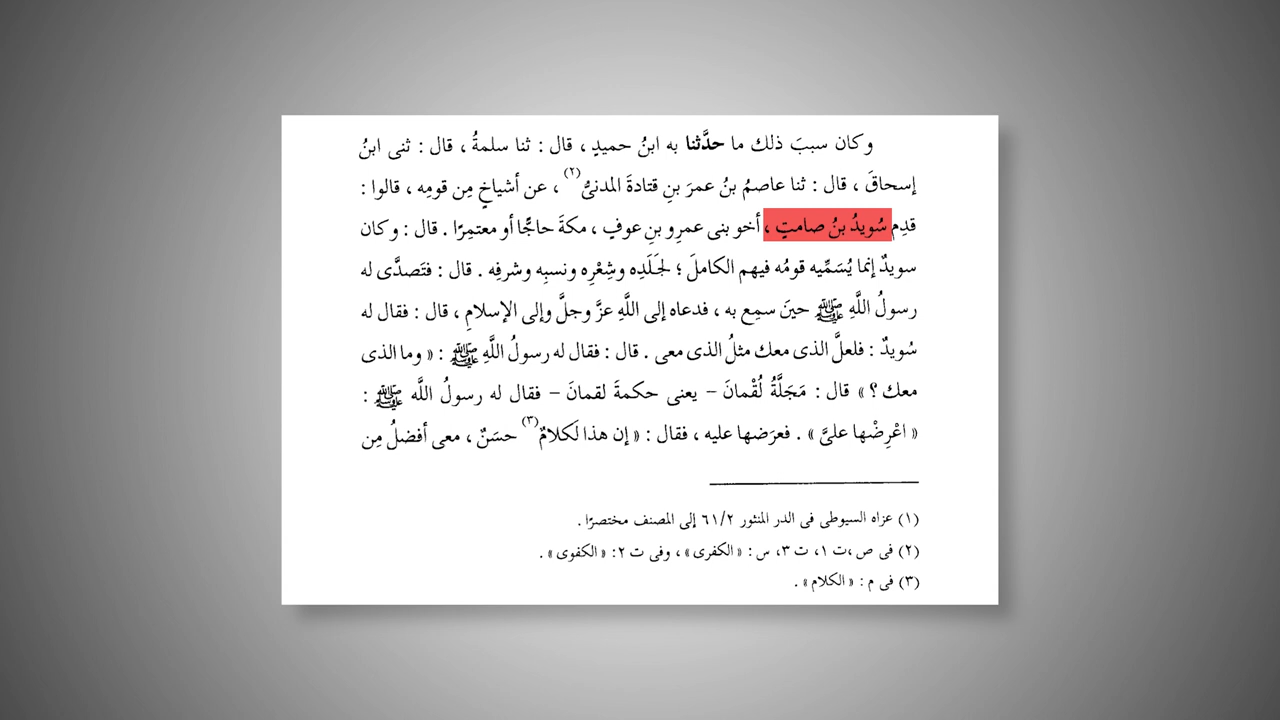 وكان سببَ ذلك ما حدَّثنا به ابنُ حميدٍ ، قال : ثنا سلمةُ ، قال : ثنى ابنُ
إسحاقَ ، قال : ثنا عاصمُ بنُ عمرَ بنِ قتادةَ المدنىُّ(٢) ، عن أشياخٍ مِن قومِه ، قالوا :
قدِم سُويدُ بنُ صامتٍ ، أخو بنى عمرِو بنِ عوفٍ ، مكةَ حاجًّا أو معتمِرًا . قال : وكان
سويدٌ إنما يُسَمِّيه قومُه فيهم الكاملَ ؛ لجَلَدِه وشِعْرِه ونسبِه وشرفِه . قال : فتَصدَّى له
رسولُ اللَّهِ ﷺ حينَ سمِع به ، فدعاه إلى اللَّهِ عزَّ وجلَّ وإلى الإسلامِ ، قال : فقال له
سُويدٌ : فلعلَّ الذى معك مثلُ الذى معى . قال : فقال له رسولُ اللَّهِ ﷺ : « وما الذى
معك ؟ » قال : مَجَلَّةُ لُقْمانَ – يعنى حكمةَ لقمانَ – فقال له رسولُ اللَّه ﷺ :
« اعْرِضْها علىَّ » . فعرَضها عليه ، فقال : « إن هذا لَكلامٌ(٣) حسَنٌ ، معى أفضلُ مِن
(١) عزاه السيوطى فى الدر المنثور ٦١/٢ إلى المصنف مختصرًا .
(٢) فى ص ،ت ١، ت ٣، س : « الكفرى » ، وفى ت ٢: « الكفوى » .
(٣) فى م : « الكلام » .